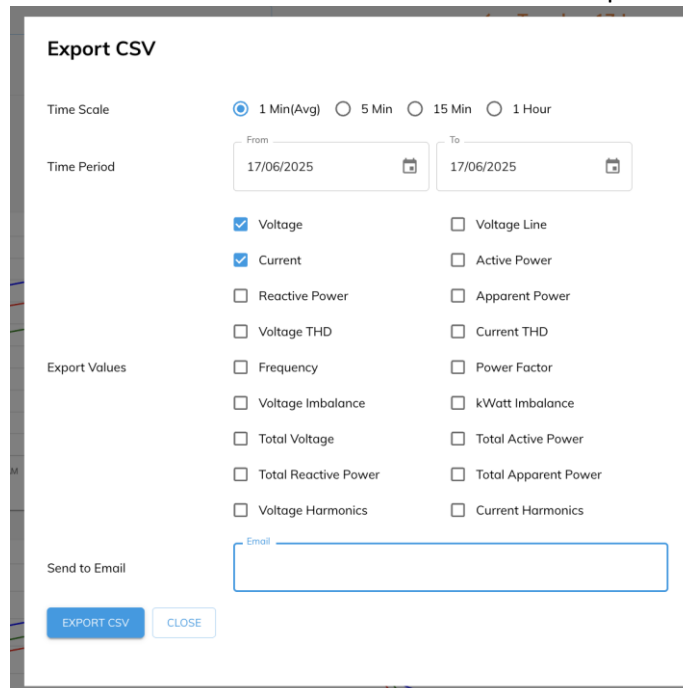 Export CSV
Time Scale
1 Min(Avg) 5 Min 15 Min 1 Hour
From To
Time Period
17/06/2025 17/06/2025
Voltage Voltage Line
Current Active Power
Reactive Power Apparent Power
Voltage THD Current THD
Export Values
Frequency Power Factor
Voltage Imbalance kWatt Imbalance
Total Voltage Total Active Power
Total Reactive Power Total Apparent Power
Voltage Harmonics Current Harmonics
Email
Send to Email
EXPORT CSV CLOSE